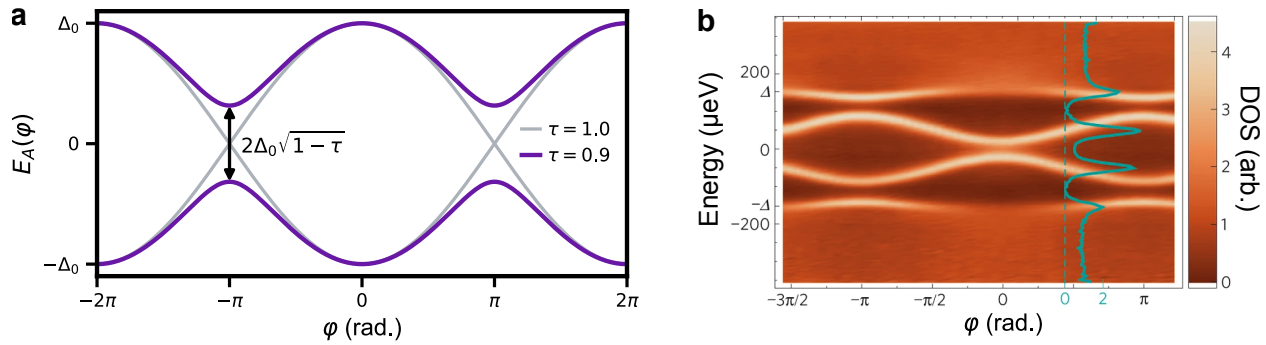 a
Δ₀
0
−Δ₀
E_A(φ)
2Δ₀√1 − τ
τ = 1.0
τ = 0.9
−2π
−π
0
π
2π
φ (rad.)
b
Energy (μeV)
200
Δ
0
−Δ
−200
−3π/2
−π
−π/2
0
0
2
π
φ (rad.)
4
3
2
1
0
DOS (arb.)